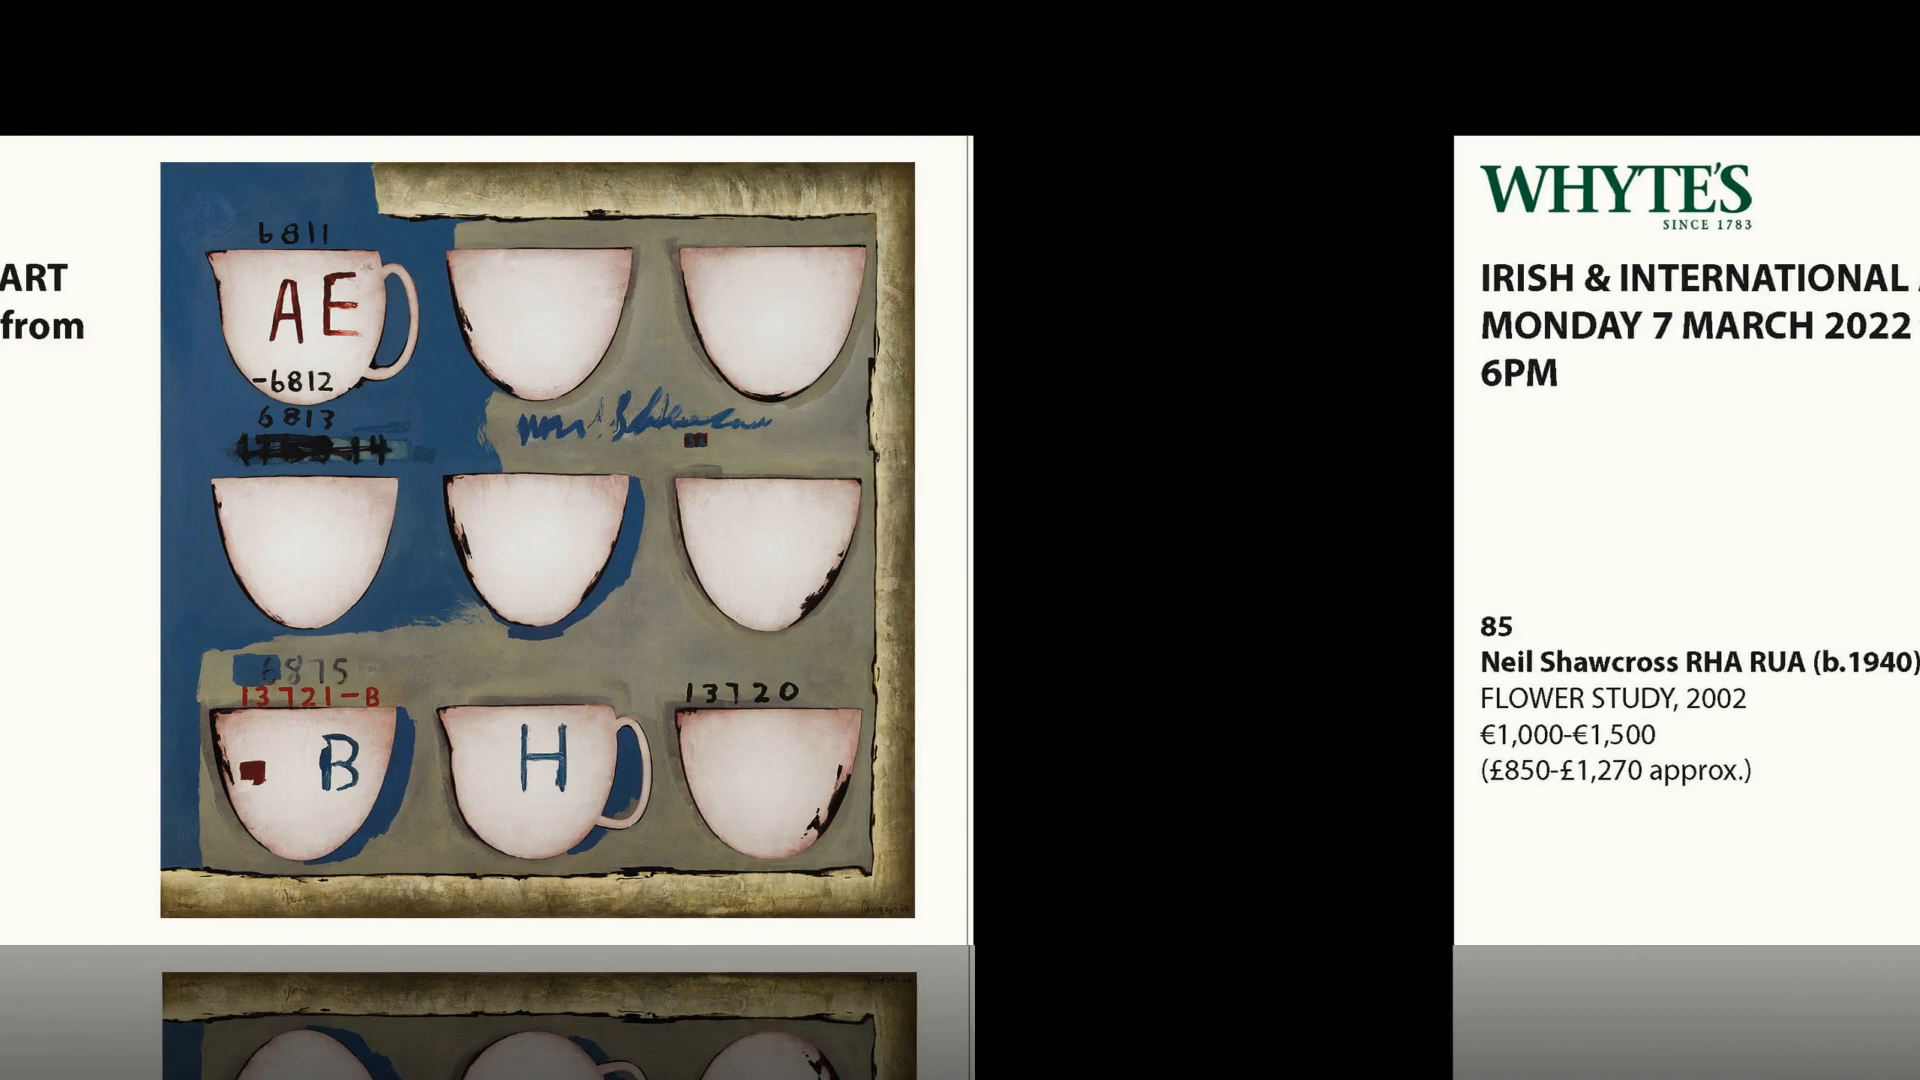 ART
from
6811
AE
-6812
6813
6875
13721-B
13720
B
H
WHYTE'S
SINCE 1783
IRISH & INTERNATIONAL
MONDAY 7 MARCH 2022
6PM
85
Neil Shawcross RHA RUA (b.1940)
FLOWER STUDY, 2002
€1,000-€1,500
(£850-£1,270 approx.)